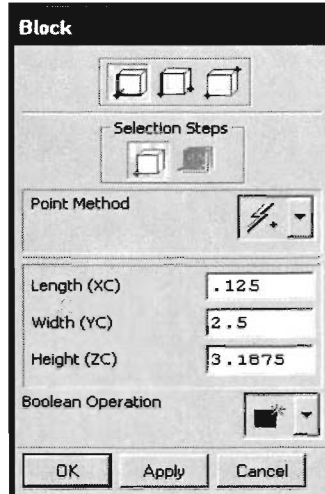 Block
Selection Steps
Point Method
Length (XC) .125
Width (YC) 2.5
Height (ZC) 3.1875
Boolean Operation
OK Apply Cancel